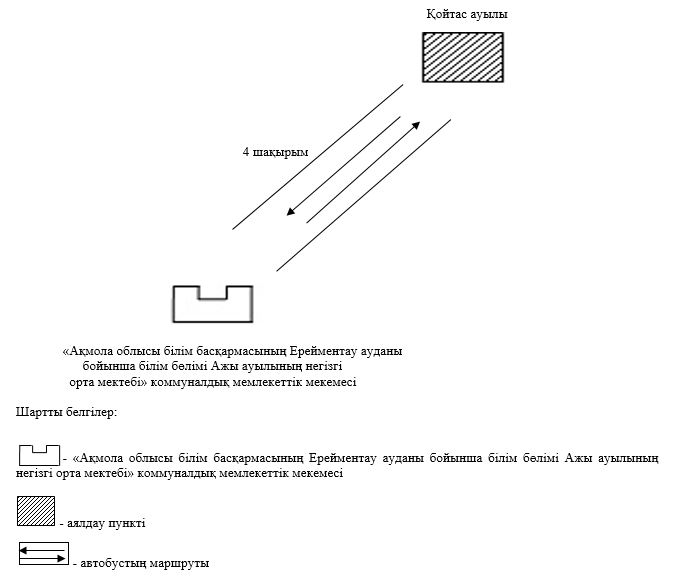 Қойтас ауылы
4 шақырым
«Ақмола облысы білім басқармасының Ерейментау ауданы
бойынша білім бөлімі Ажы ауылының негізгі
орта мектебі» коммуналдық мемлекеттік мекемесі
Шартты белгілер:
- «Ақмола облысы білім басқармасының Ерейментау ауданы бойынша білім бөлімі Ажы ауылының
негізгі орта мектебі» коммуналдық мемлекеттік мекемесі
- аялдау пункті
- автобустың маршруты